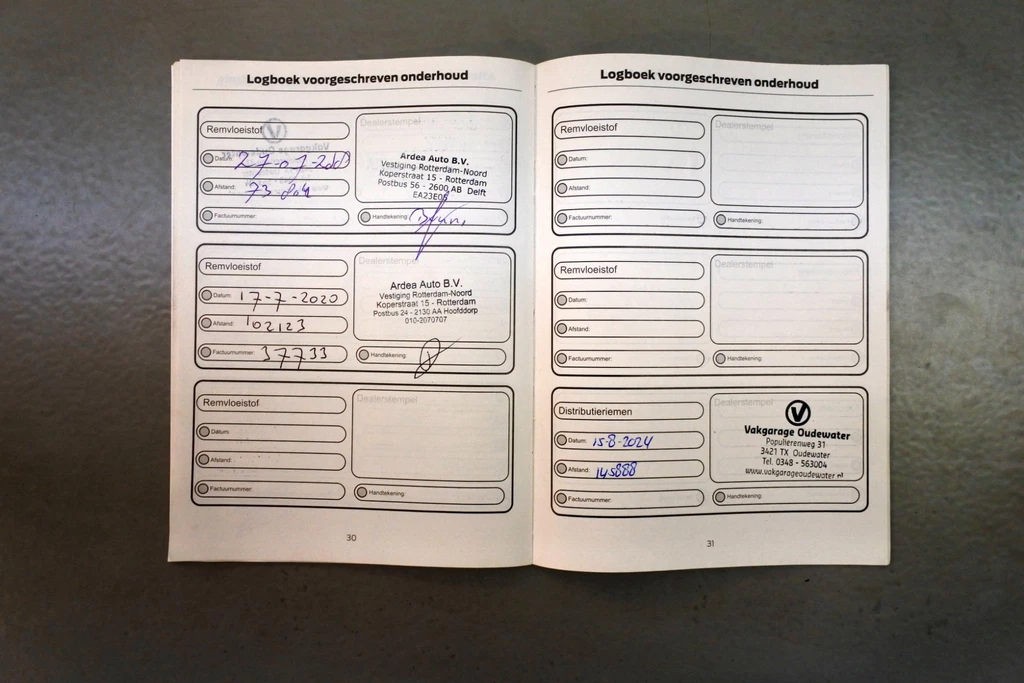 Logboek voorgeschreven onderhoud
Remvloeistof
Dealerstempel
Datum:
Afstand:
Factuurnummer:
Ardea Auto B.V.
Vestiging Rotterdam-Noord
Koperstraat 15 - Rotterdam
Postbus 56 - 2600 AB Delft
EA23E05
Handtekening:
Remvloeistof
Dealerstempel
Datum: 17-7-2020
Afstand: 102123
Factuurnummer: 37733
Ardea Auto B.V.
Vestiging Rotterdam-Noord
Koperstraat 15 - Rotterdam
Postbus 24 - 2130 AA Hoofddorp
010-2070707
Handtekening:
Remvloeistof
Dealerstempel
Datum:
Afstand:
Factuurnummer:
Handtekening:
30
Logboek voorgeschreven onderhoud
Remvloeistof
Dealerstempel
Datum:
Afstand:
Factuurnummer:
Handtekening:
Remvloeistof
Dealerstempel
Datum:
Afstand:
Factuurnummer:
Handtekening:
Distributieriemen
Dealerstempel
Datum: 15-8-2024
Afstand: 145888
Factuurnummer:
V
Vakgarage Oudewater
Populierenweg 31
3421 TX Oudewater
Tel. 0348 - 563004
www.vakgarageoudewater.nl
Handtekening:
31